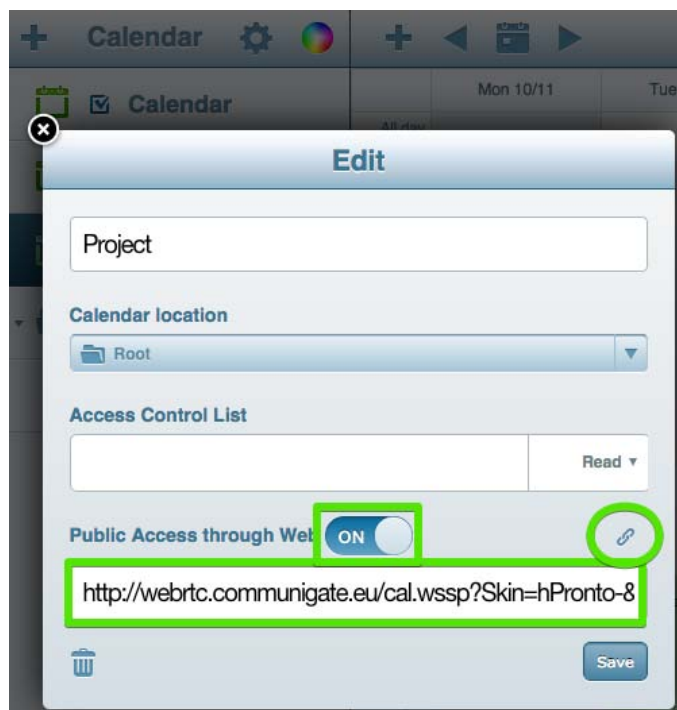 Calendar
Mon 10/11
Tue
Calendar
All day
Edit
Project
Calendar location
Root
Access Control List
Read
Public Access through Web
ON
http://webrtc.communigate.eu/cal.wssp?Skin=hPronto-&
Save